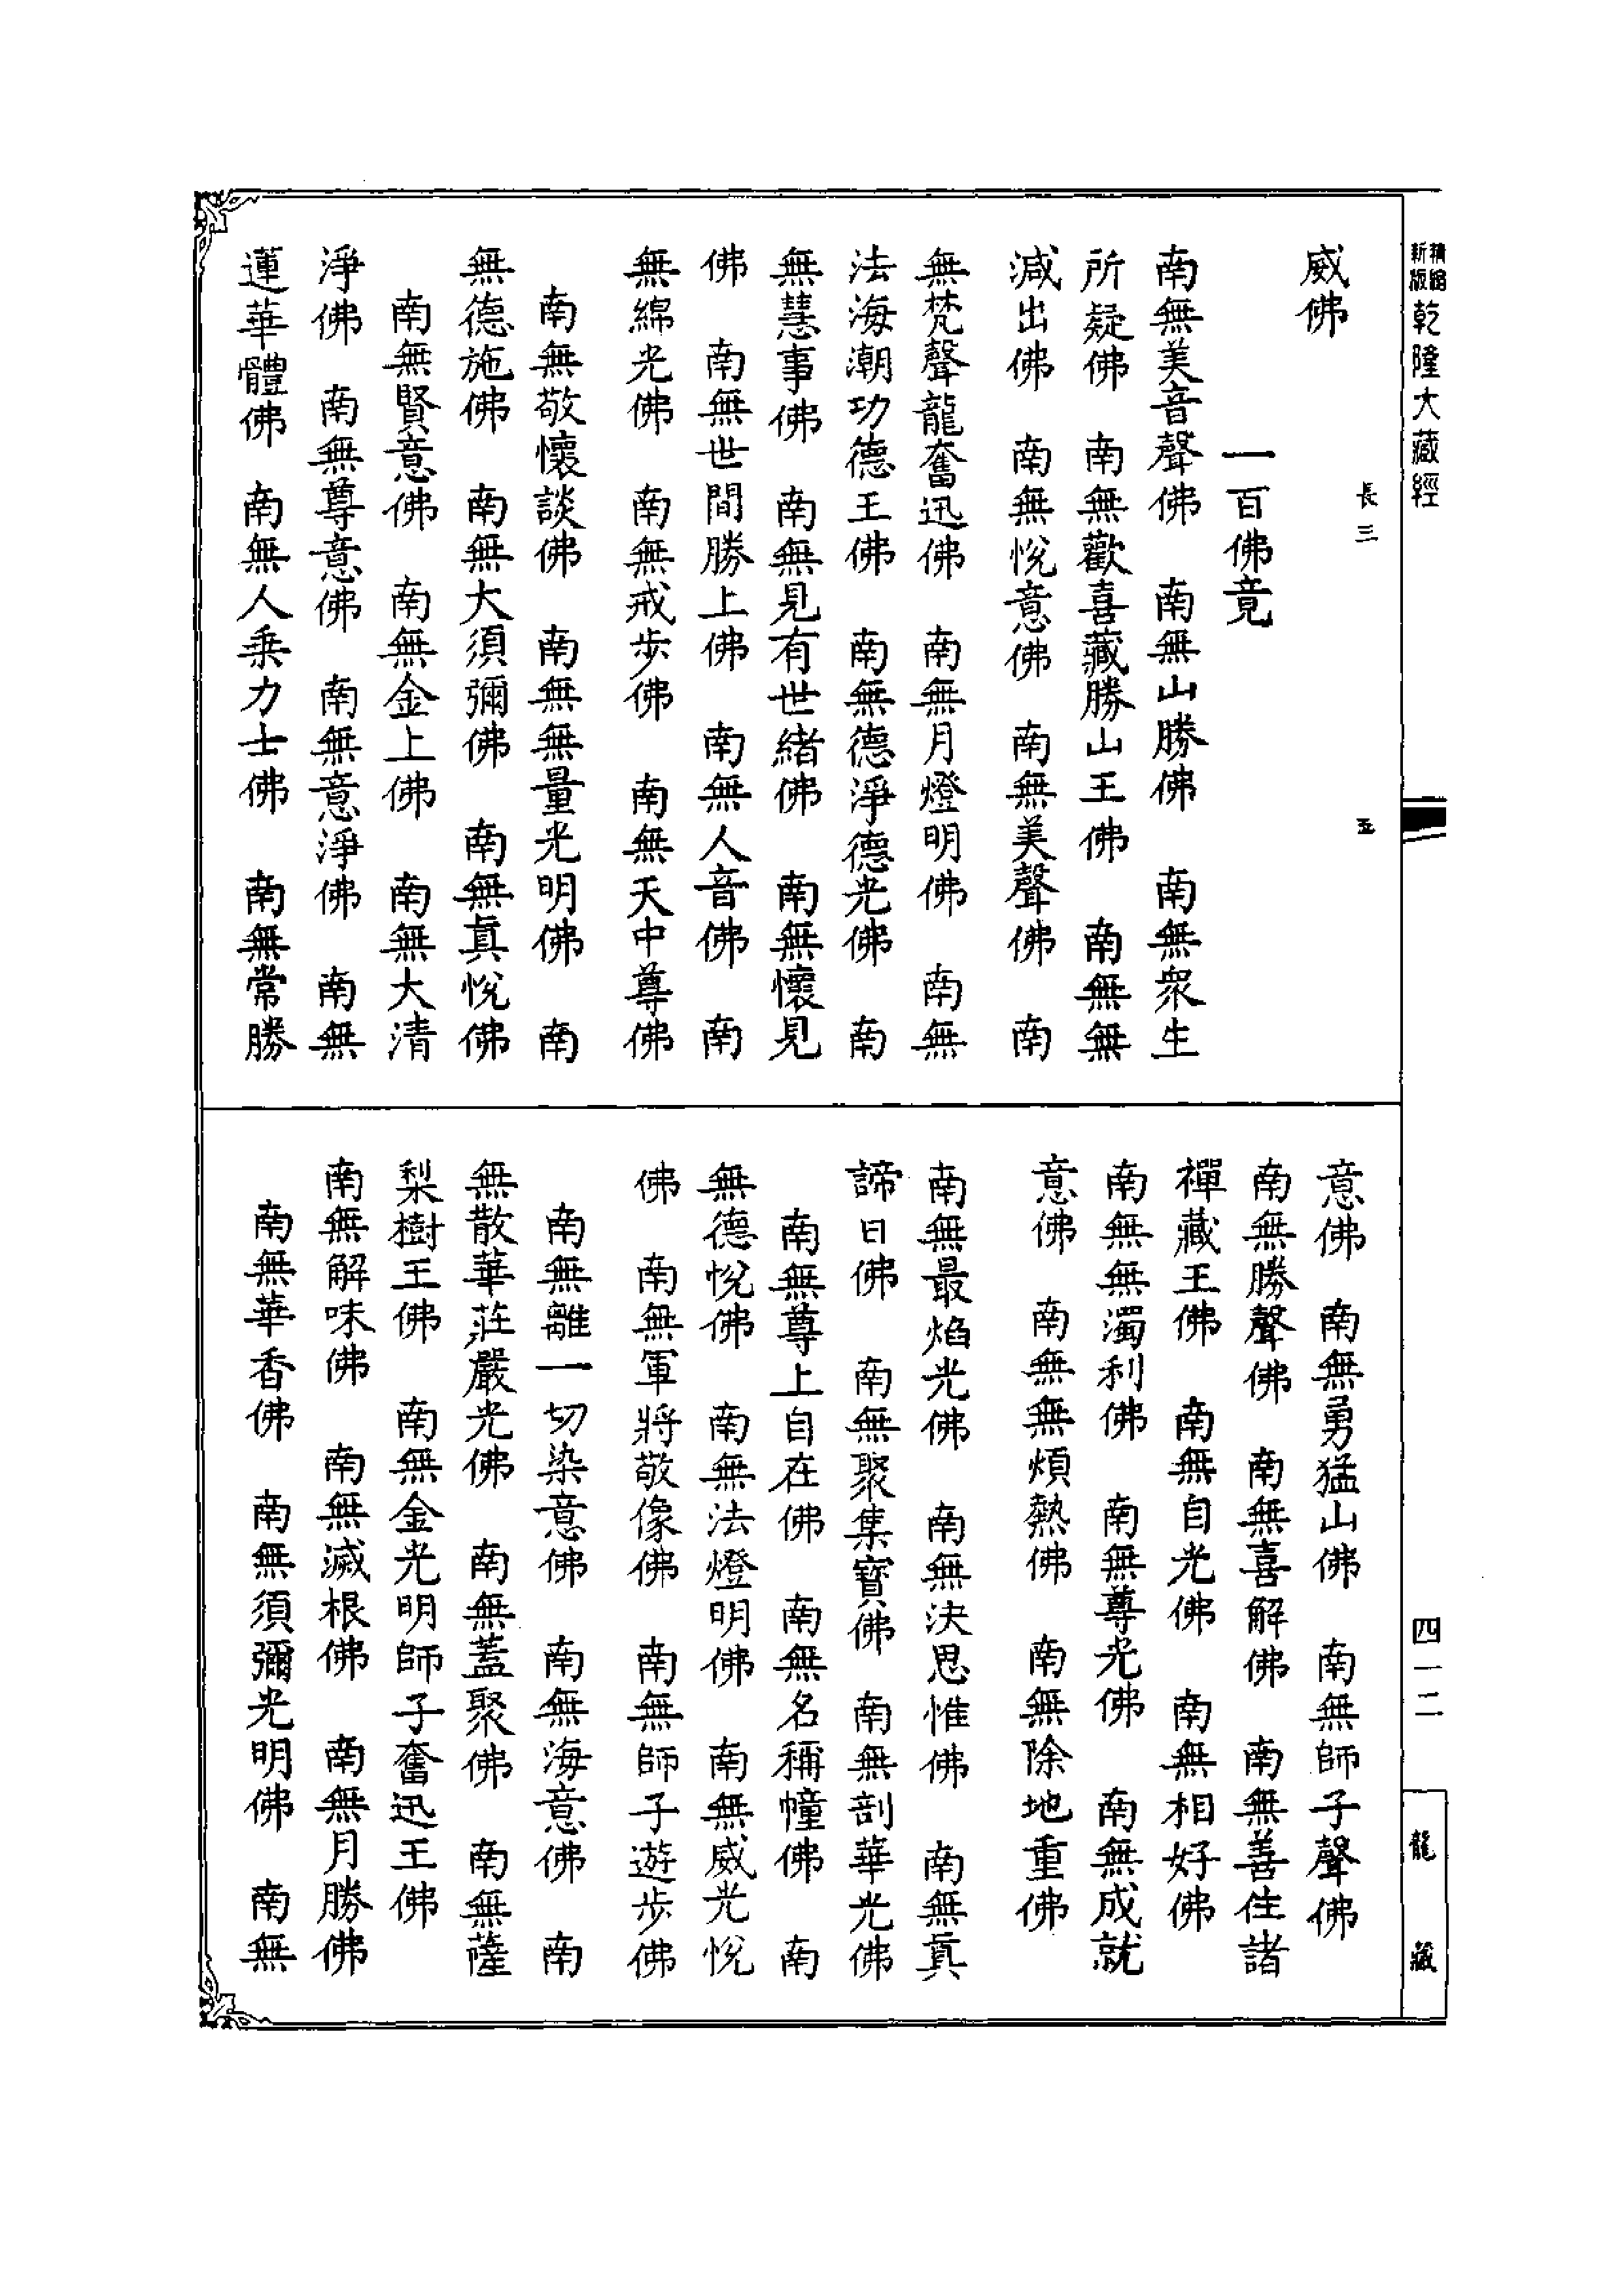 精縮
新版
乾隆大藏經
四一二
龍藏
長三 五
威佛
一百佛竟
南無美音聲佛 南無山勝佛 南無衆生
所疑佛 南無歡喜藏勝山王佛 南無無
減出佛 南無悅意佛 南無美聲佛 南
無梵聲龍奮迅佛 南無月燈明佛 南無
法海潮功德王佛 南無德淨德光佛 南
無慧事佛 南無見有世緒佛 南無懷見
佛 南無世間勝上佛 南無人音佛 南
無綿光佛 南無戒步佛 南無天中尊佛
南無敬懷談佛 南無無量光明佛 南
無德施佛 南無大須彌佛 南無真悅佛
南無賢意佛 南無金上佛 南無大清
淨佛 南無尊意佛 南無意淨佛 南無
蓮華體佛 南無人乘力士佛 南無常勝
意佛 南無勇猛山佛 南無師子聲佛
南無勝聲佛 南無喜解佛 南無善住諸
禪藏王佛 南無自光佛 南無相好佛
南無無濁利佛 南無尊光佛 南無成就
意佛 南無無煩熱佛 南無除地重佛
南無最焰光佛 南無決思惟佛 南無真
諦日佛 南無聚集寶佛 南無剖華光佛
南無尊上自在佛 南無名稱幢佛 南
無德悅佛 南無法燈明佛 南無威光悅
佛 南無軍將敬像佛 南無師子遊步佛
南無離一切染意佛 南無海意佛 南
無散華莊嚴光佛 南無蓋聚佛 南無薩
梨樹王佛 南無金光明師子奮迅王佛
南無解味佛 南無滅根佛 南無月勝佛
南無華香佛 南無須彌光明佛 南無